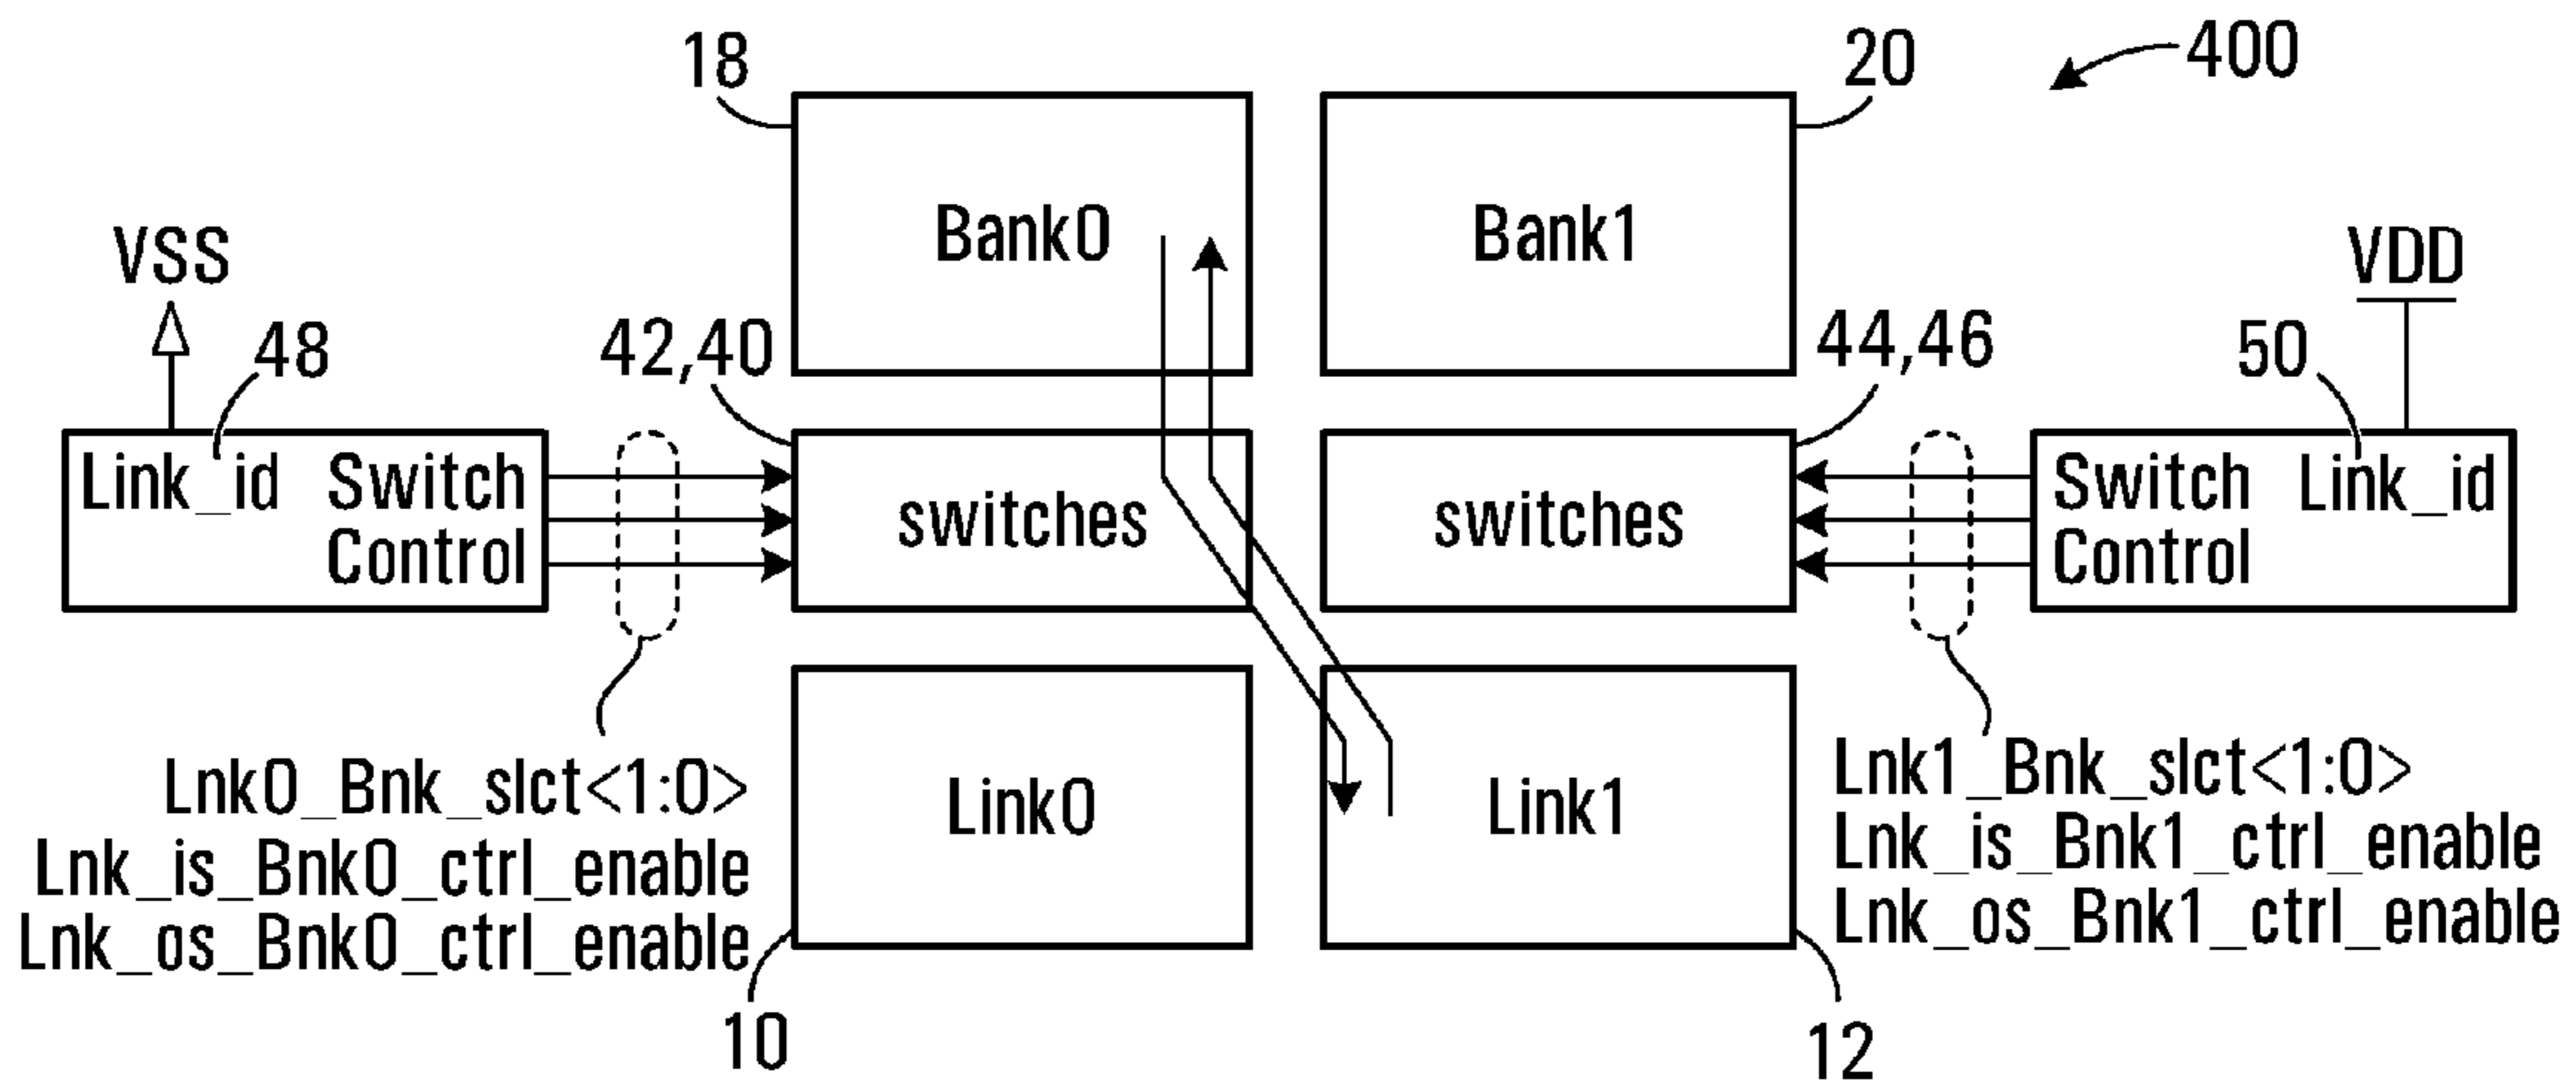 18
20
400
Bank0
Bank1
VSS
VDD
48
42,40
44,46
50
Link_id Switch
Control
switches
switches
Switch Link_id
Control
Lnk0_Bnk_slct<1:0>
Lnk_is_Bnk0_ctrl_enable
Lnk_os_Bnk0_ctrl_enable
Link0
Link1
Lnk1_Bnk_slct<1:0>
Lnk_is_Bnk1_ctrl_enable
Lnk_os_Bnk1_ctrl_enable
10
12